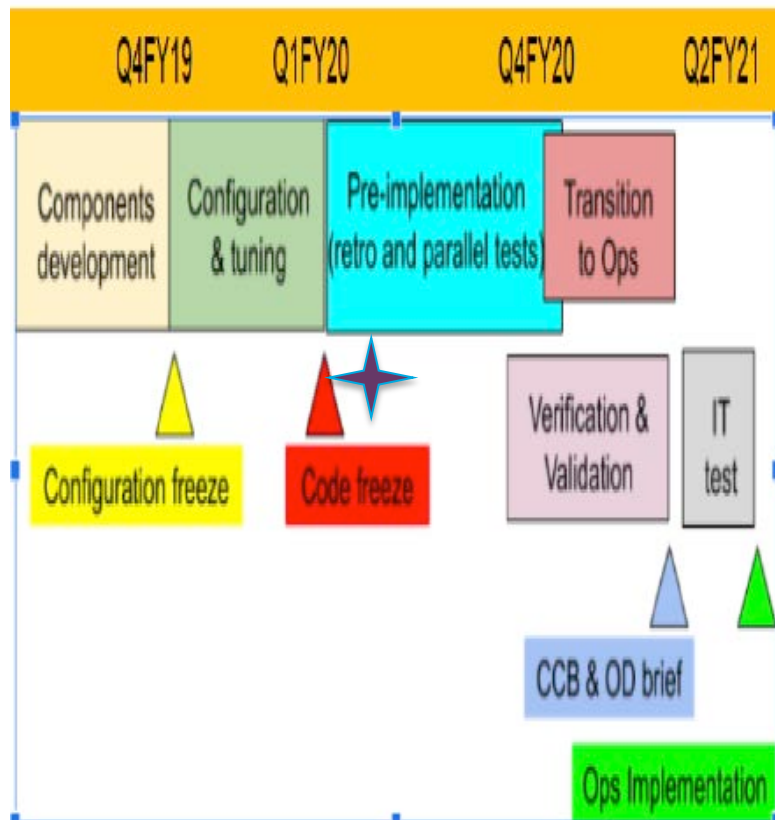 Q4FY19 Q1FY20 Q4FY20 Q2FY21
Components
development
Configuration
& tuning
Pre-implementation
(retro and parallel tests)
Transition
to Ops
Configuration freeze
Code freeze
Verification &
Validation
IT
test
CCB & OD brief
Ops Implementation